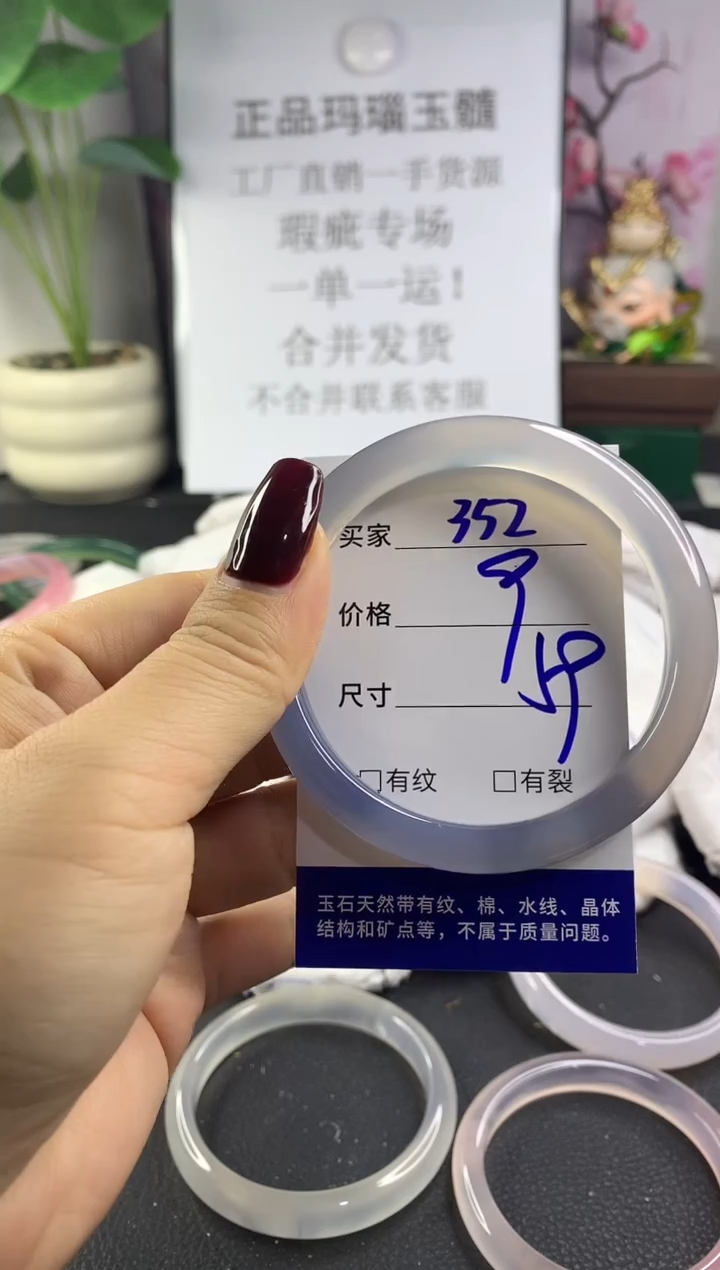 正品玛瑙玉髓
工厂直销一手货源
瑕疵专场
一单一运！
合并发货
不合并联系客服
买家 352
价格 9
尺寸 59
□有纹 □有裂
玉石天然带有纹、棉、水线、晶体
结构和矿点等，不属于质量问题。